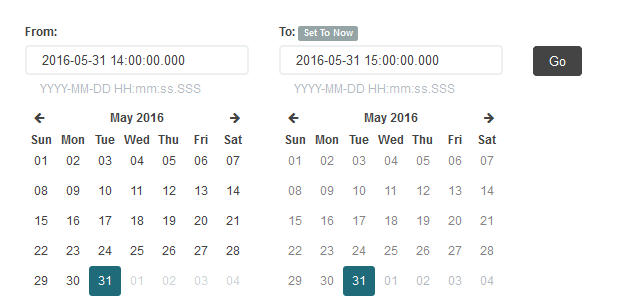 From: To: Set To Now
2016-05-31 14:00:00.000 2016-05-31 15:00:00.000 Go
YYYY-MM-DD HH:mm:ss.SSS YYYY-MM-DD HH:mm:ss.SSS
May 2016 May 2016
Sun Mon Tue Wed Thu Fri Sat Sun Mon Tue Wed Thu Fri Sat
01 02 03 04 05 06 07 01 02 03 04 05 06 07
08 09 10 11 12 13 14 08 09 10 11 12 13 14
15 16 17 18 19 20 21 15 16 17 18 19 20 21
22 23 24 25 26 27 28 22 23 24 25 26 27 28
29 30 31 01 02 03 04 29 30 31 01 02 03 04